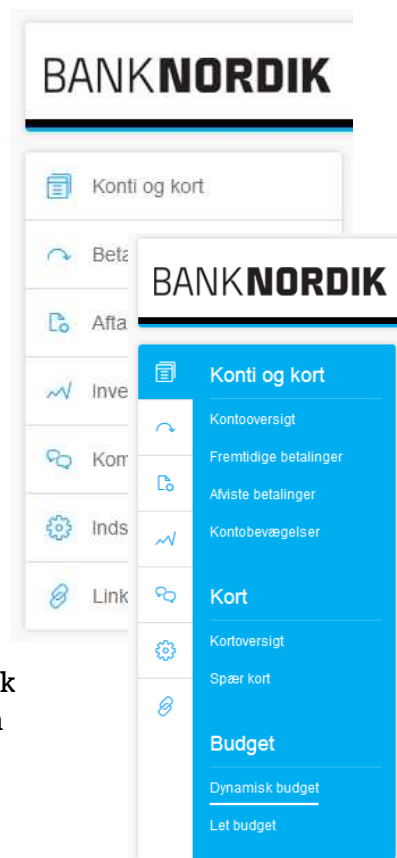 BANKNORDIK
Konti og kort
Beta
Afta
Inve
Kom
Inds
Link
k
BANKNORDIK
Konti og kort
Kontooversigt
Fremtidige betalinger
Afviste betalinger
Kontobevægelser
Kort
Kortoversigt
Spær kort
Budget
Dynamisk budget
Let budget